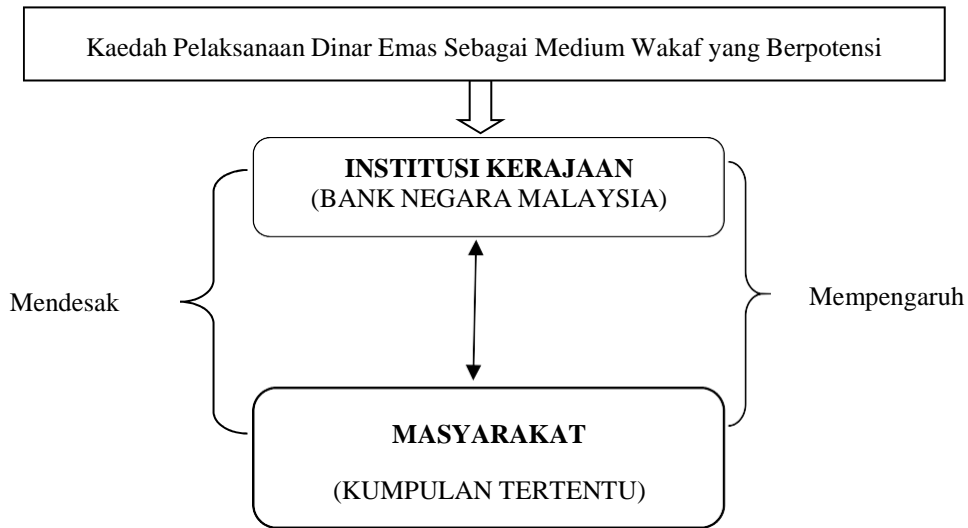 Kaedah Pelaksanaan Dinar Emas Sebagai Medium Wakaf yang Berpotensi
INSTITUSI KERAJAAN
(BANK NEGARA MALAYSIA)
Mendesak
Mempengaruh
MASYARAKAT
(KUMPULAN TERTENTU)